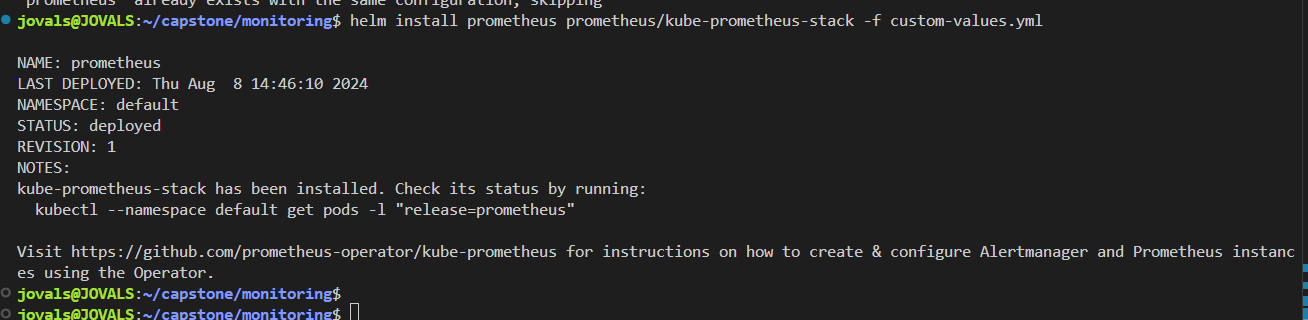 "prometheus" already exists with the same configuration, skipping
jovals@JOVALS:~/capstone/monitoring$ helm install prometheus prometheus/kube-prometheus-stack -f custom-values.yml
NAME: prometheus
LAST DEPLOYED: Thu Aug  8 14:46:10 2024
NAMESPACE: default
STATUS: deployed
REVISION: 1
NOTES:
kube-prometheus-stack has been installed. Check its status by running:
  kubectl --namespace default get pods -l "release=prometheus"
Visit https://github.com/prometheus-operator/kube-prometheus for instructions on how to create & configure Alertmanager and Prometheus instanc
es using the Operator.
jovals@JOVALS:~/capstone/monitoring$
jovals@JOVALS:~/capstone/monitoring$